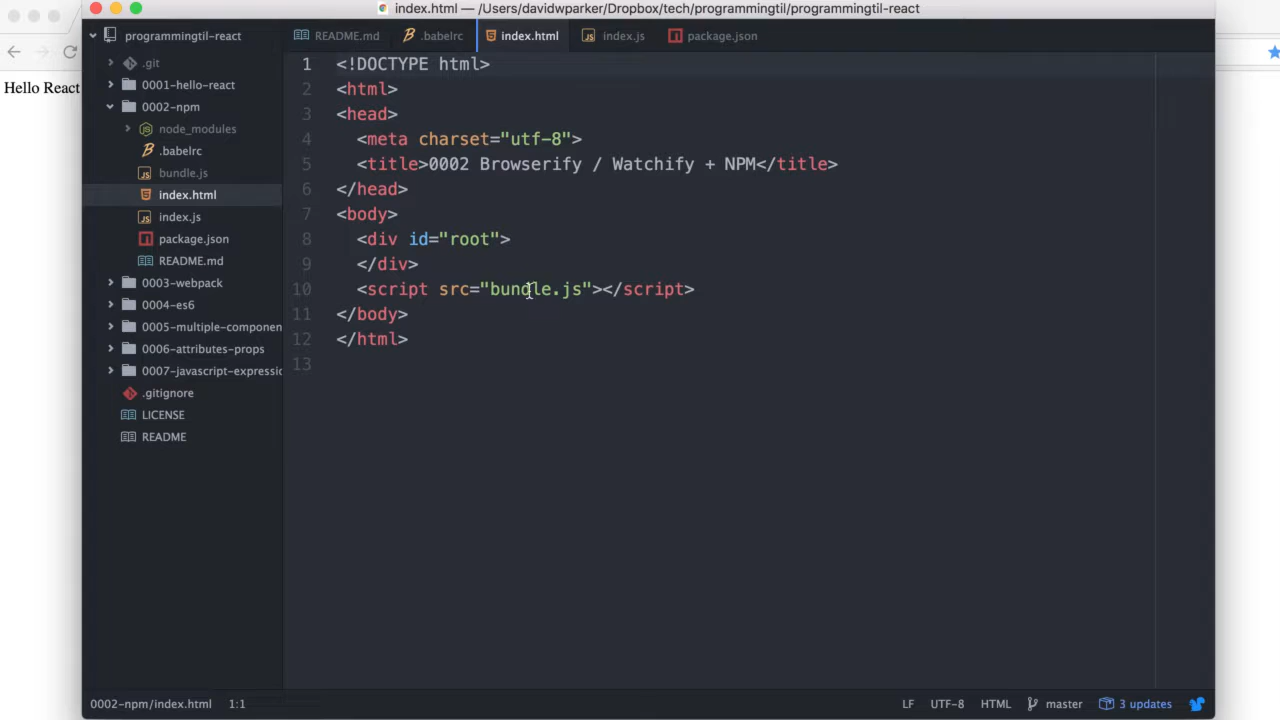 index.html — /Users/davidwparker/Dropbox/tech/programmingtil/programmingtil-react
Hello React
programmingtil-react
.git
0001-hello-react
0002-npm
node_modules
.babelrc
bundle.js
index.html
index.js
package.json
README.md
0003-webpack
0004-es6
0005-multiple-componen
0006-attributes-props
0007-javascript-expressio
.gitignore
LICENSE
README
README.md .babelrc index.html index.js package.json
1 <!DOCTYPE html>
2 <html>
3 <head>
4 <meta charset="utf-8">
5 <title>0002 Browserify / Watchify + NPM</title>
6 </head>
7 <body>
8 <div id="root">
9 </div>
10 <script src="bundle.js"></script>
11 </body>
12 </html>
13
0002-npm/index.html 1:1 LF UTF-8 HTML master 3 updates